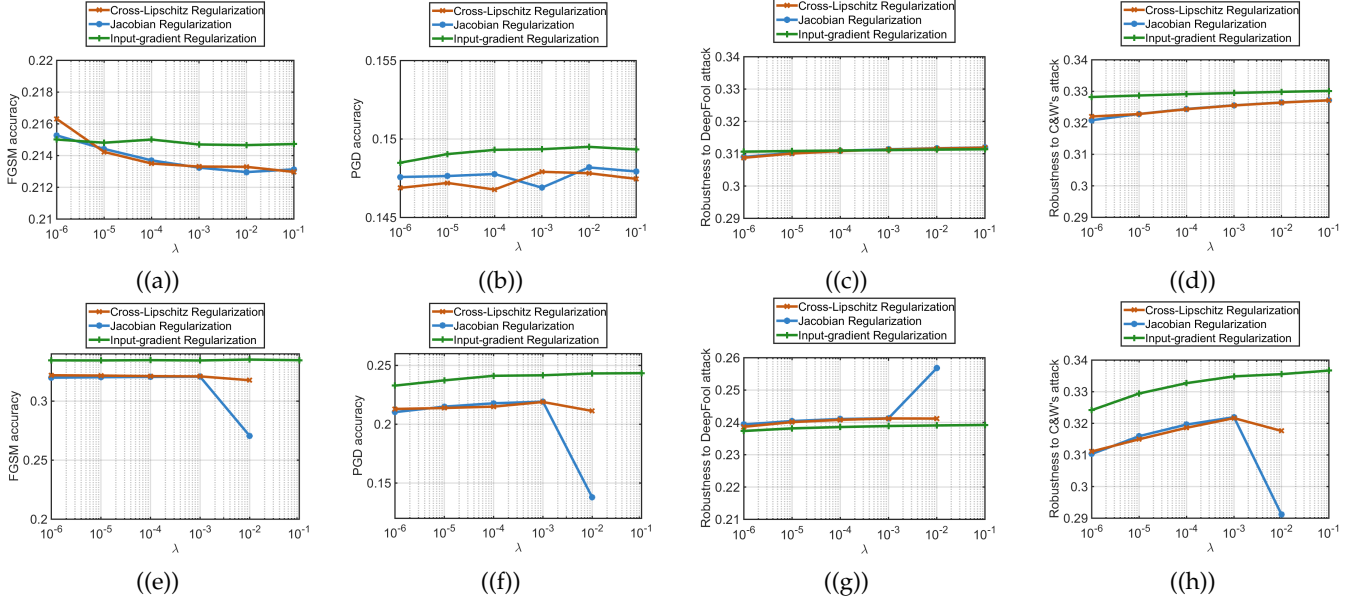 Cross-Lipschitz Regularization
Jacobian Regularization
Input-gradient Regularization
0.22
0.218
0.216
0.214
0.212
0.21
FGSM accuracy
10^-6 10^-5 10^-4 10^-3 10^-2 10^-1
λ
((a))
Cross-Lipschitz Regularization
Jacobian Regularization
Input-gradient Regularization
0.155
0.15
0.145
PGD accuracy
10^-6 10^-5 10^-4 10^-3 10^-2 10^-1
λ
((b))
Cross-Lipschitz Regularization
Jacobian Regularization
Input-gradient Regularization
0.34
0.33
0.32
0.31
0.3
0.29
Robustness to DeepFool attack
10^-6 10^-5 10^-4 10^-3 10^-2 10^-1
λ
((c))
Cross-Lipschitz Regularization
Jacobian Regularization
Input-gradient Regularization
0.34
0.33
0.32
0.31
0.3
0.29
Robustness to C&W's attack
10^-6 10^-5 10^-4 10^-3 10^-2 10^-1
λ
((d))
Cross-Lipschitz Regularization
Jacobian Regularization
Input-gradient Regularization
0.3
0.25
0.2
FGSM accuracy
10^-6 10^-5 10^-4 10^-3 10^-2 10^-1
λ
((e))
Cross-Lipschitz Regularization
Jacobian Regularization
Input-gradient Regularization
0.25
0.2
0.15
PGD accuracy
10^-6 10^-5 10^-4 10^-3 10^-2 10^-1
λ
((f))
Cross-Lipschitz Regularization
Jacobian Regularization
Input-gradient Regularization
0.26
0.25
0.24
0.23
0.22
0.21
Robustness to DeepFool attack
10^-6 10^-5 10^-4 10^-3 10^-2 10^-1
λ
((g))
Cross-Lipschitz Regularization
Jacobian Regularization
Input-gradient Regularization
0.34
0.33
0.32
0.31
0.3
0.29
Robustness to C&W's attack
10^-6 10^-5 10^-4 10^-3 10^-2 10^-1
λ
((h))